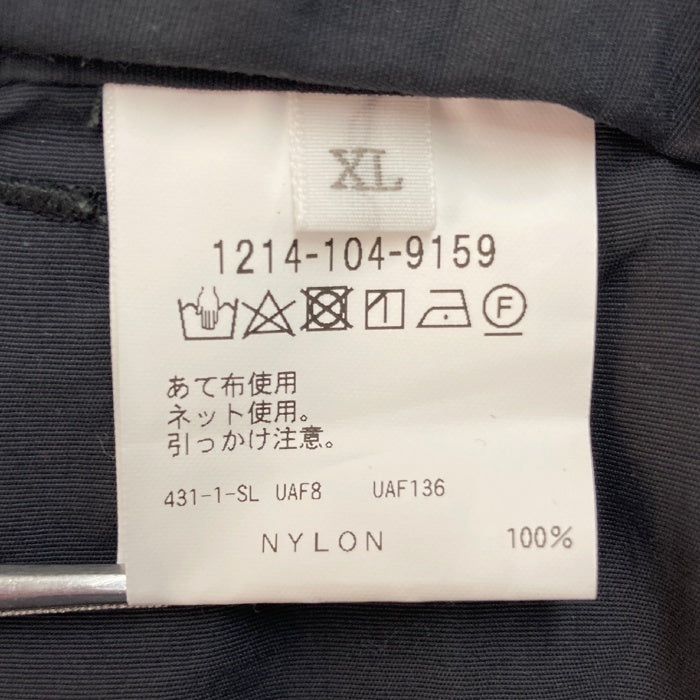 XL
1214-104-9159
F
あて布使用
ネット使用。
引っかけ注意。
431-1-SL UAF8 UAF136
NYLON 100%